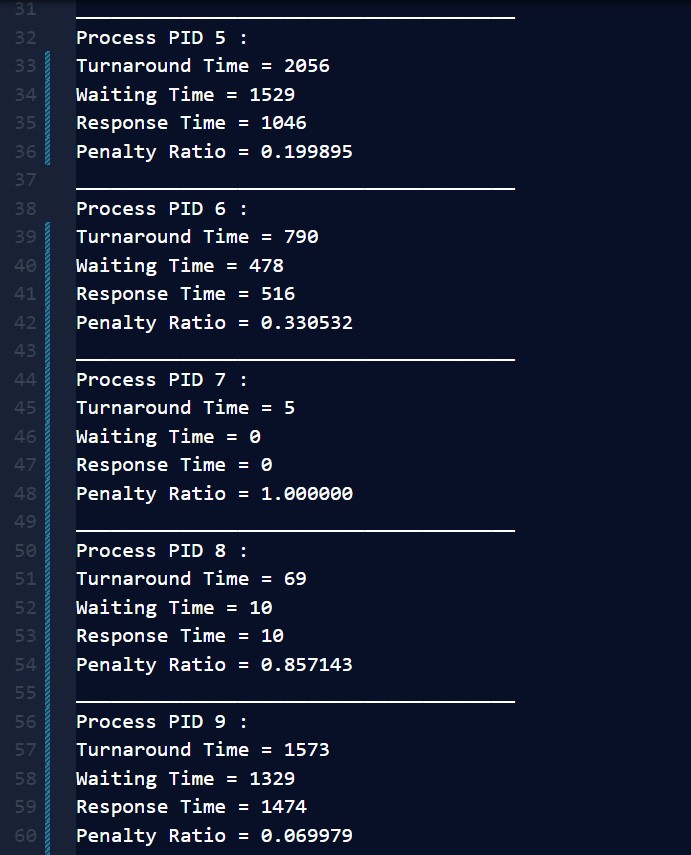 31
32 Process PID 5 :
33 Turnaround Time = 2056
34 Waiting Time = 1529
35 Response Time = 1046
36 Penalty Ratio = 0.199895
37
38 Process PID 6 :
39 Turnaround Time = 790
40 Waiting Time = 478
41 Response Time = 516
42 Penalty Ratio = 0.330532
43
44 Process PID 7 :
45 Turnaround Time = 5
46 Waiting Time = 0
47 Response Time = 0
48 Penalty Ratio = 1.000000
49
50 Process PID 8 :
51 Turnaround Time = 69
52 Waiting Time = 10
53 Response Time = 10
54 Penalty Ratio = 0.857143
55
56 Process PID 9 :
57 Turnaround Time = 1573
58 Waiting Time = 1329
59 Response Time = 1474
60 Penalty Ratio = 0.069979